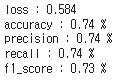 loss : 0.584
accuracy : 0.74 %
precision : 0.74 %
recall : 0.74 %
f1_score : 0.73 %